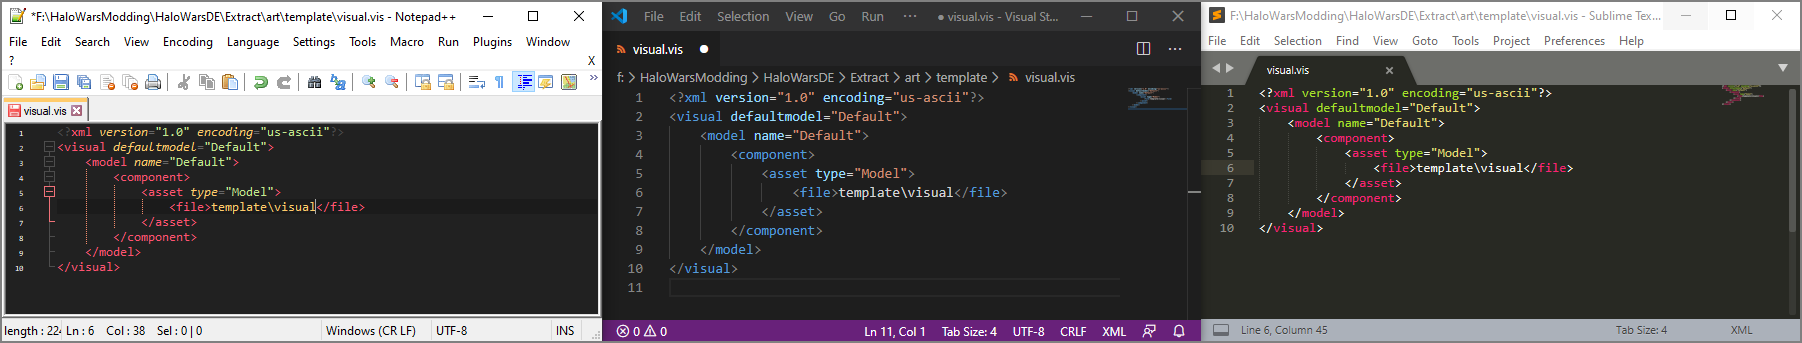 *F:\HaloWarsModding\HaloWarsDE\Extract\art\template\visual.vis - Notepad++
File Edit Search View Encoding Language Settings Tools Macro Run Plugins Window
? X
visual.vis
1 <?xml version="1.0" encoding="us-ascii"?>
2 <visual defaultmodel="Default">
3 <model name="Default">
4 <component>
5 <asset type="Model">
6 <file>template\visual</file>
7 </asset>
8 </component>
9 </model>
10 </visual>
length : 224 Ln : 6 Col : 38 Sel : 0 | 0 Windows (CR LF) UTF-8 INS
File Edit Selection View Go Run ··· ● visual.vis - Visual St...
visual.vis
f: > HaloWarsModding > HaloWarsDE > Extract > art > template > visual.vis
1 <?xml version="1.0" encoding="us-ascii"?>
2 <visual defaultmodel="Default">
3 <model name="Default">
4 <component>
5 <asset type="Model">
6 <file>template\visual</file>
7 </asset>
8 </component>
9 </model>
10 </visual>
11
0 0 Ln 11, Col 1 Tab Size: 4 UTF-8 CRLF XML
F:\HaloWarsModding\HaloWarsDE\Extract\art\template\visual.vis - Sublime Tex...
File Edit Selection Find View Goto Tools Project Preferences Help
visual.vis
1 <?xml version="1.0" encoding="us-ascii"?>
2 <visual defaultmodel="Default">
3 <model name="Default">
4 <component>
5 <asset type="Model">
6 <file>template\visual</file>
7 </asset>
8 </component>
9 </model>
10 </visual>
Line 6, Column 45 Tab Size: 4 XML